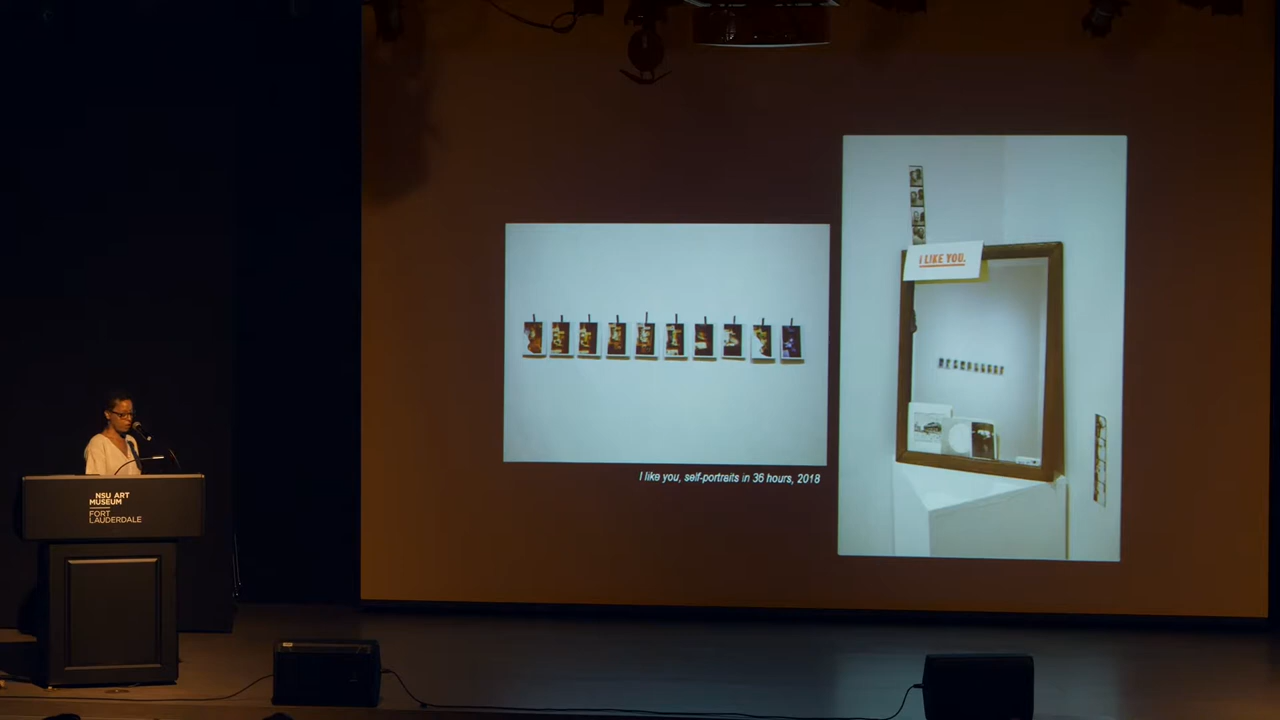 NSU ART
MUSEUM
FORT
LAUDERDALE
I like you, self-portraits in 36 hours, 2018
I LIKE YOU.